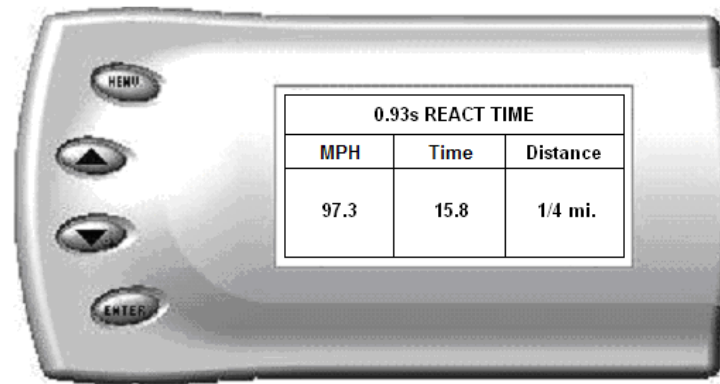 MENU
0.93s REACT TIME
MPH Time Distance
97.3 15.8 1/4 mi.
ENTER